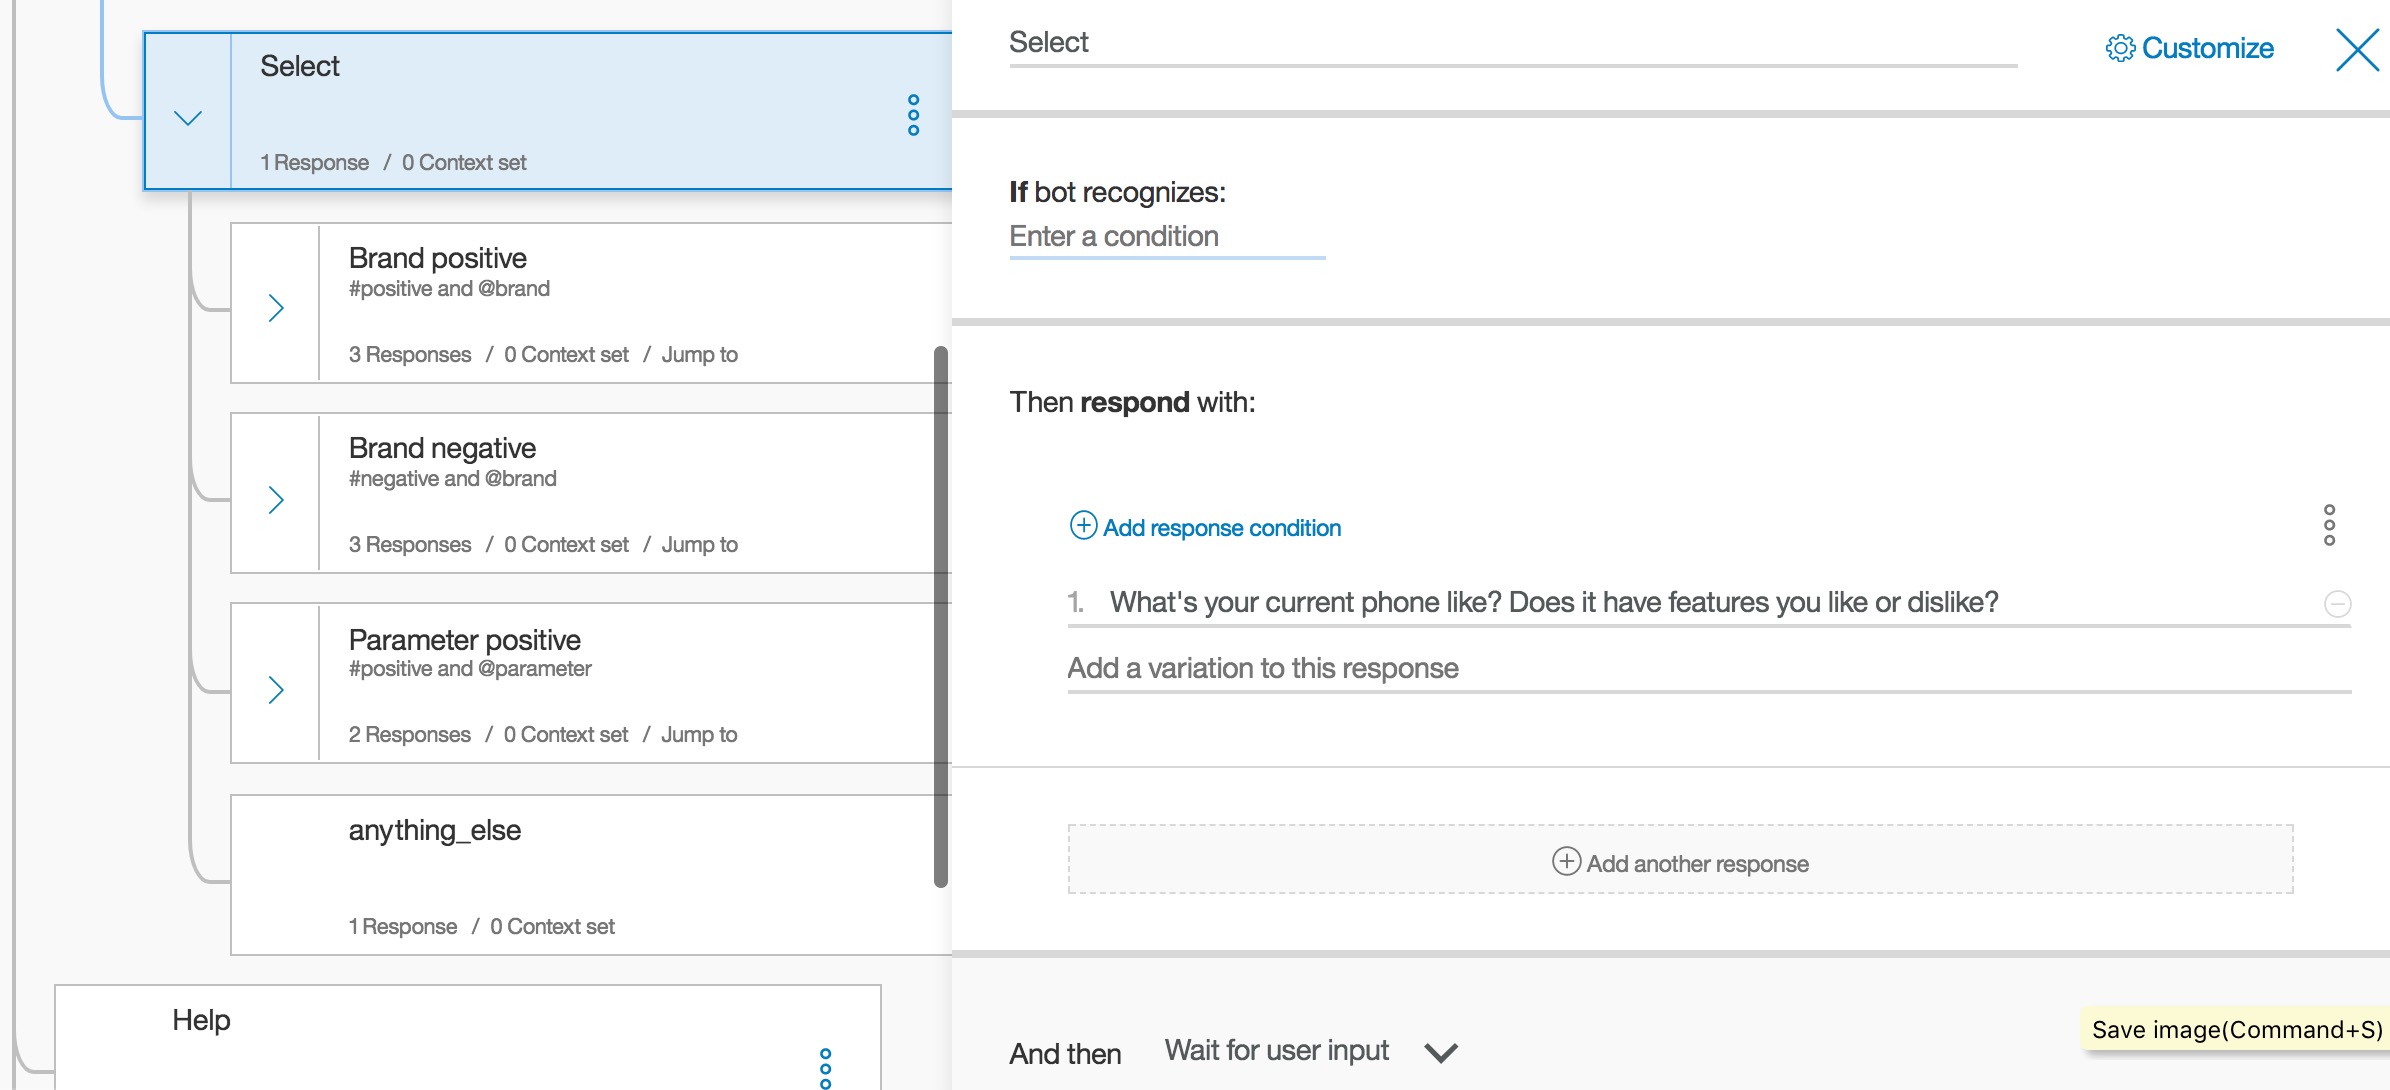 Select
1 Response / 0 Context set
Brand positive
#positive and @brand
3 Responses / 0 Context set / Jump to
Brand negative
#negative and @brand
3 Responses / 0 Context set / Jump to
Parameter positive
#positive and @parameter
2 Responses / 0 Context set / Jump to
anything_else
1 Response / 0 Context set
Help
Select
Customize
If bot recognizes:
Enter a condition
Then respond with:
Add response condition
1. What's your current phone like? Does it have features you like or dislike?
Add a variation to this response
Add another response
And then Wait for user input
Save image(Command+S)